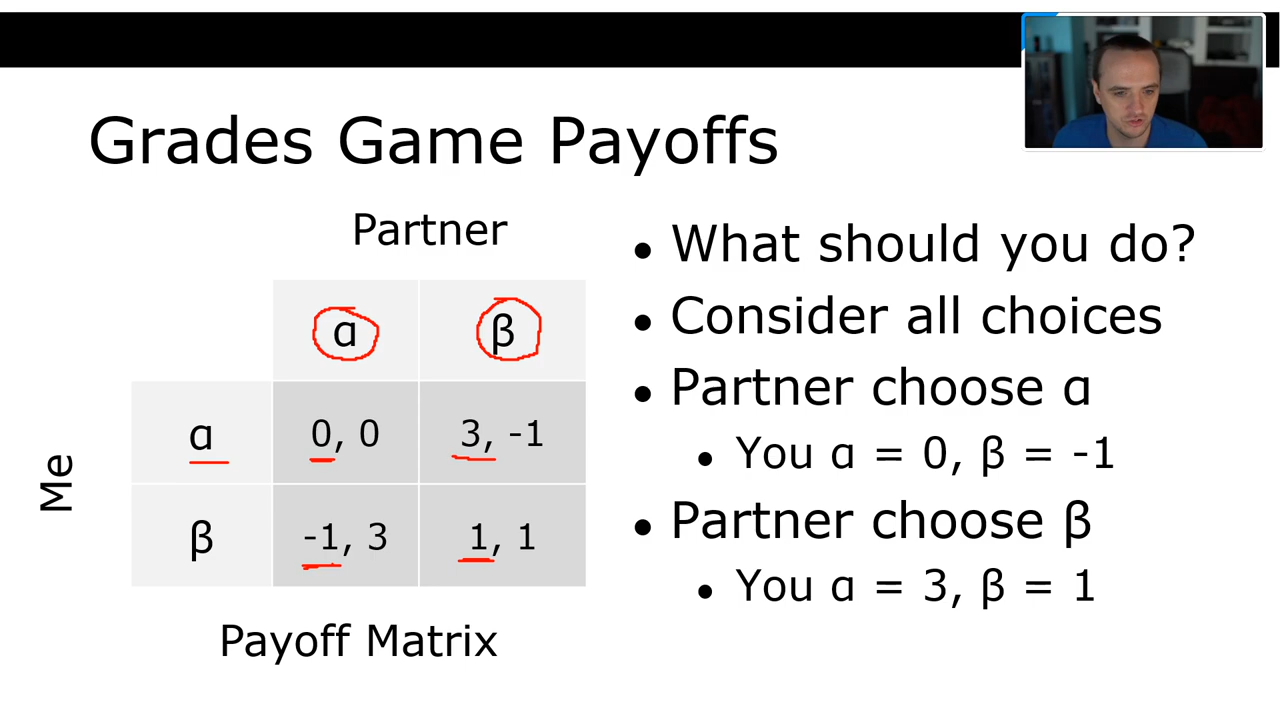 Grades Game Payoffs
Partner
ɑ β
Me
ɑ 0, 0 3, -1
β -1, 3 1, 1
Payoff Matrix
● What should you do?
● Consider all choices
● Partner choose ɑ
● You ɑ = 0, β = -1
● Partner choose β
● You ɑ = 3, β = 1